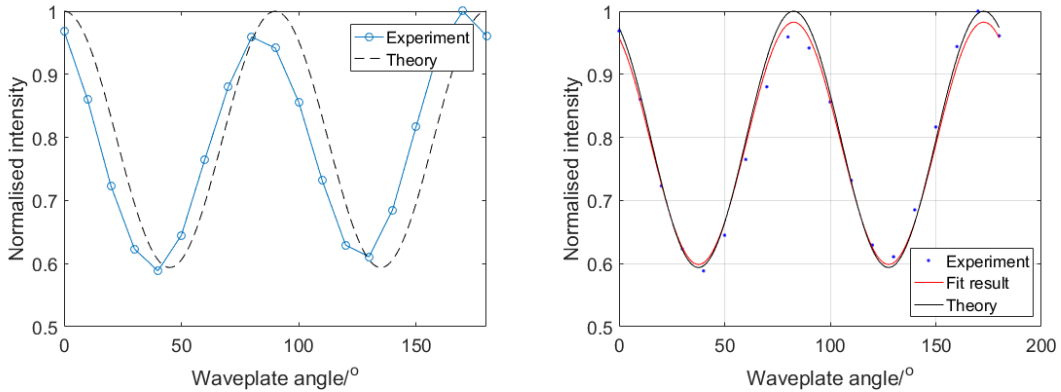 1
0.9
0.8
0.7
0.6
0.5
Normalised intensity
0
50
100
150
Waveplate angle/°
Experiment
Theory
1
0.9
0.8
0.7
0.6
0.5
Normalised intensity
0
50
100
150
200
Waveplate angle/°
Experiment
Fit result
Theory